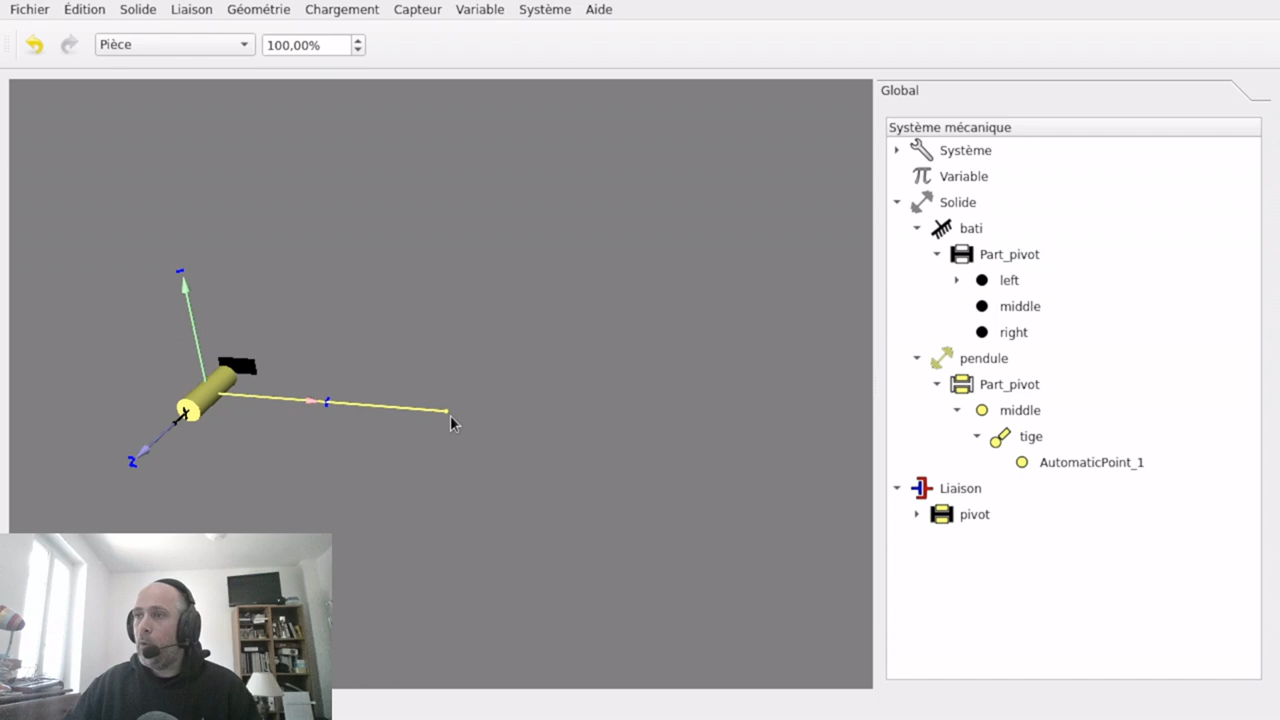 Fichier Édition Solide Liaison Géométrie Chargement Capteur Variable Système Aide
Pièce 100,00%
Global
Système mécanique
Système
Variable
Solide
bati
Part_pivot
left
middle
right
pendule
Part_pivot
middle
tige
AutomaticPoint_1
Liaison
pivot
z